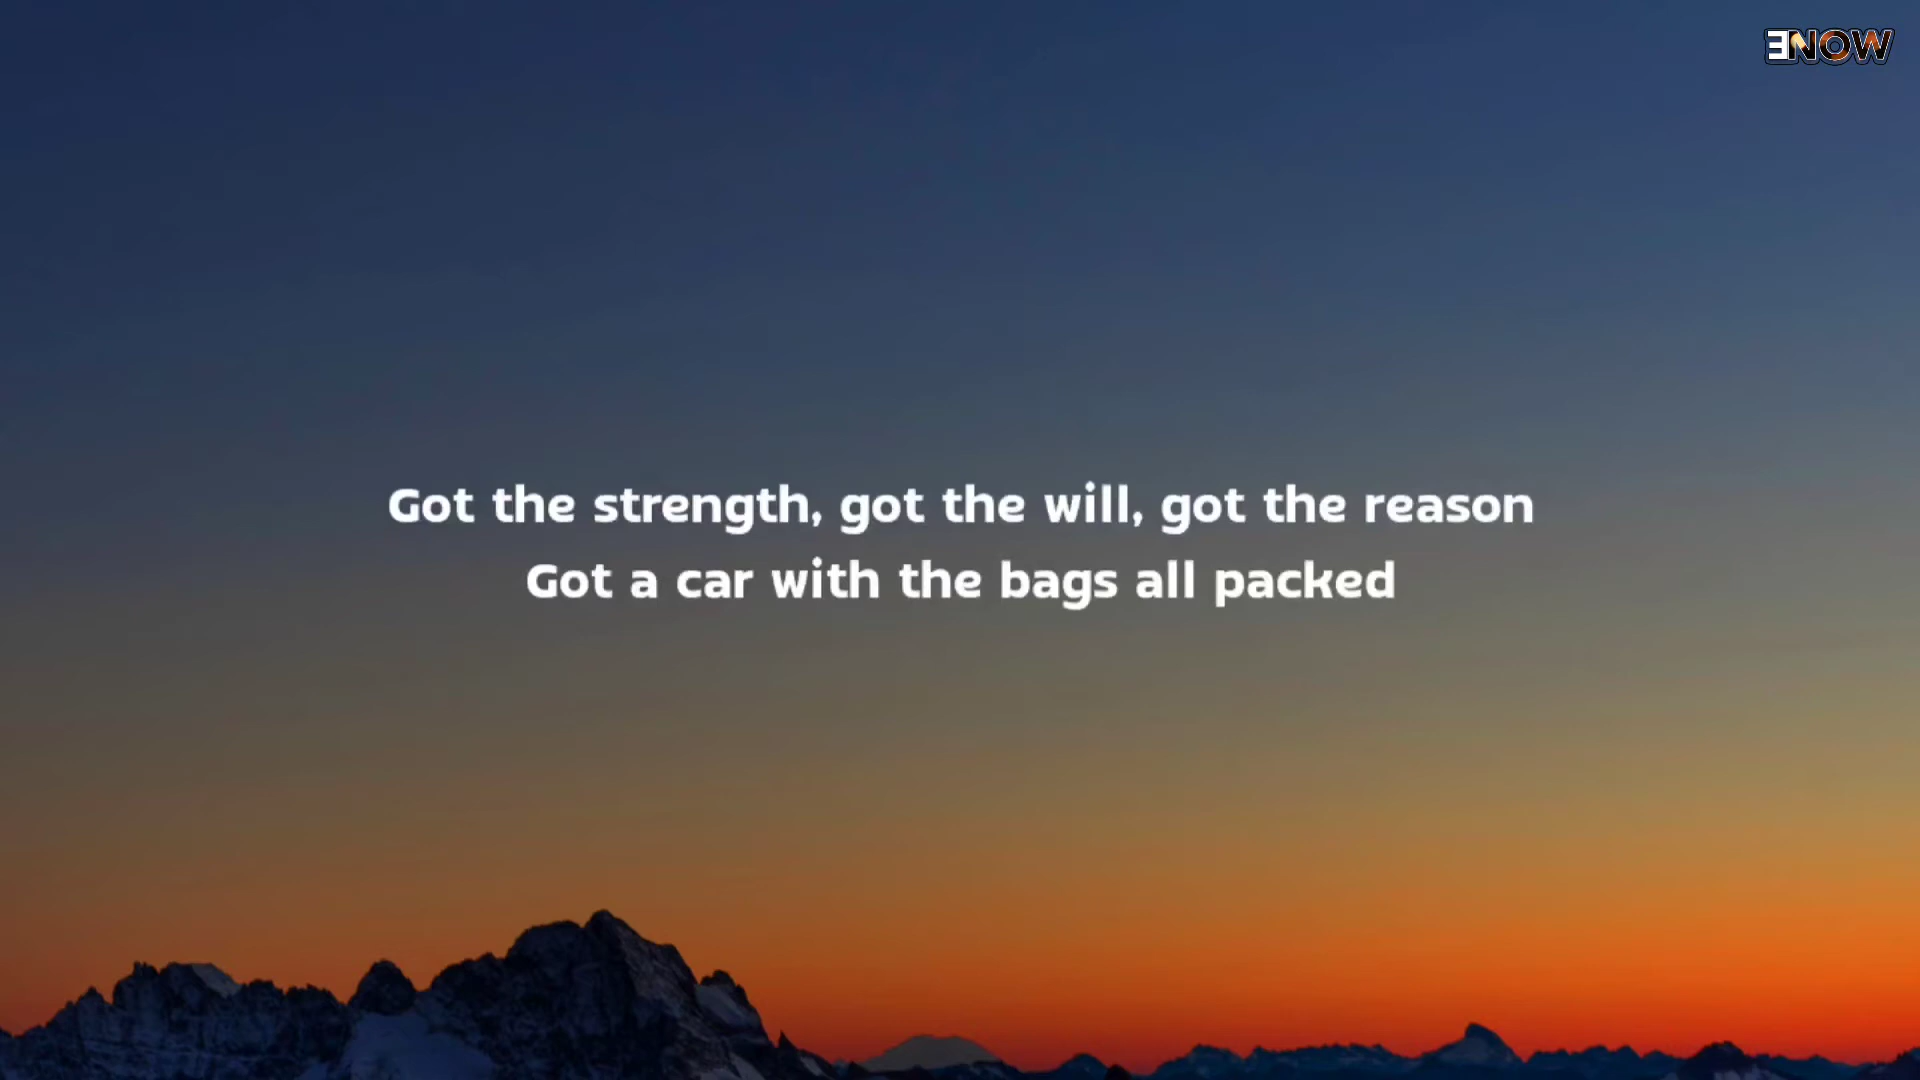 ENOW
Got the strength, got the will, got the reason
Got a car with the bags all packed